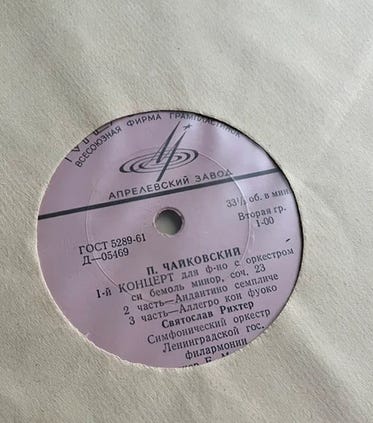 ВСЕСОЮЗНАЯ ФИРМА ГРАМПЛАСТИНОК
АПРЕЛЕВСКИЙ ЗАВОД
33⅓ об. в мин.
Вторая гр.
1-00
ГОСТ 5289-61
Д—05469
П. ЧАЙКОВСКИЙ
1-й КОНЦЕРТ для ф-но с оркестром
си бемоль минор, соч. 23
2 часть—Андантино семпличе
3 часть—Аллегро кон фуоко
Святослав Рихтер
Симфонический оркестр
Ленинградской гос.
филармонии